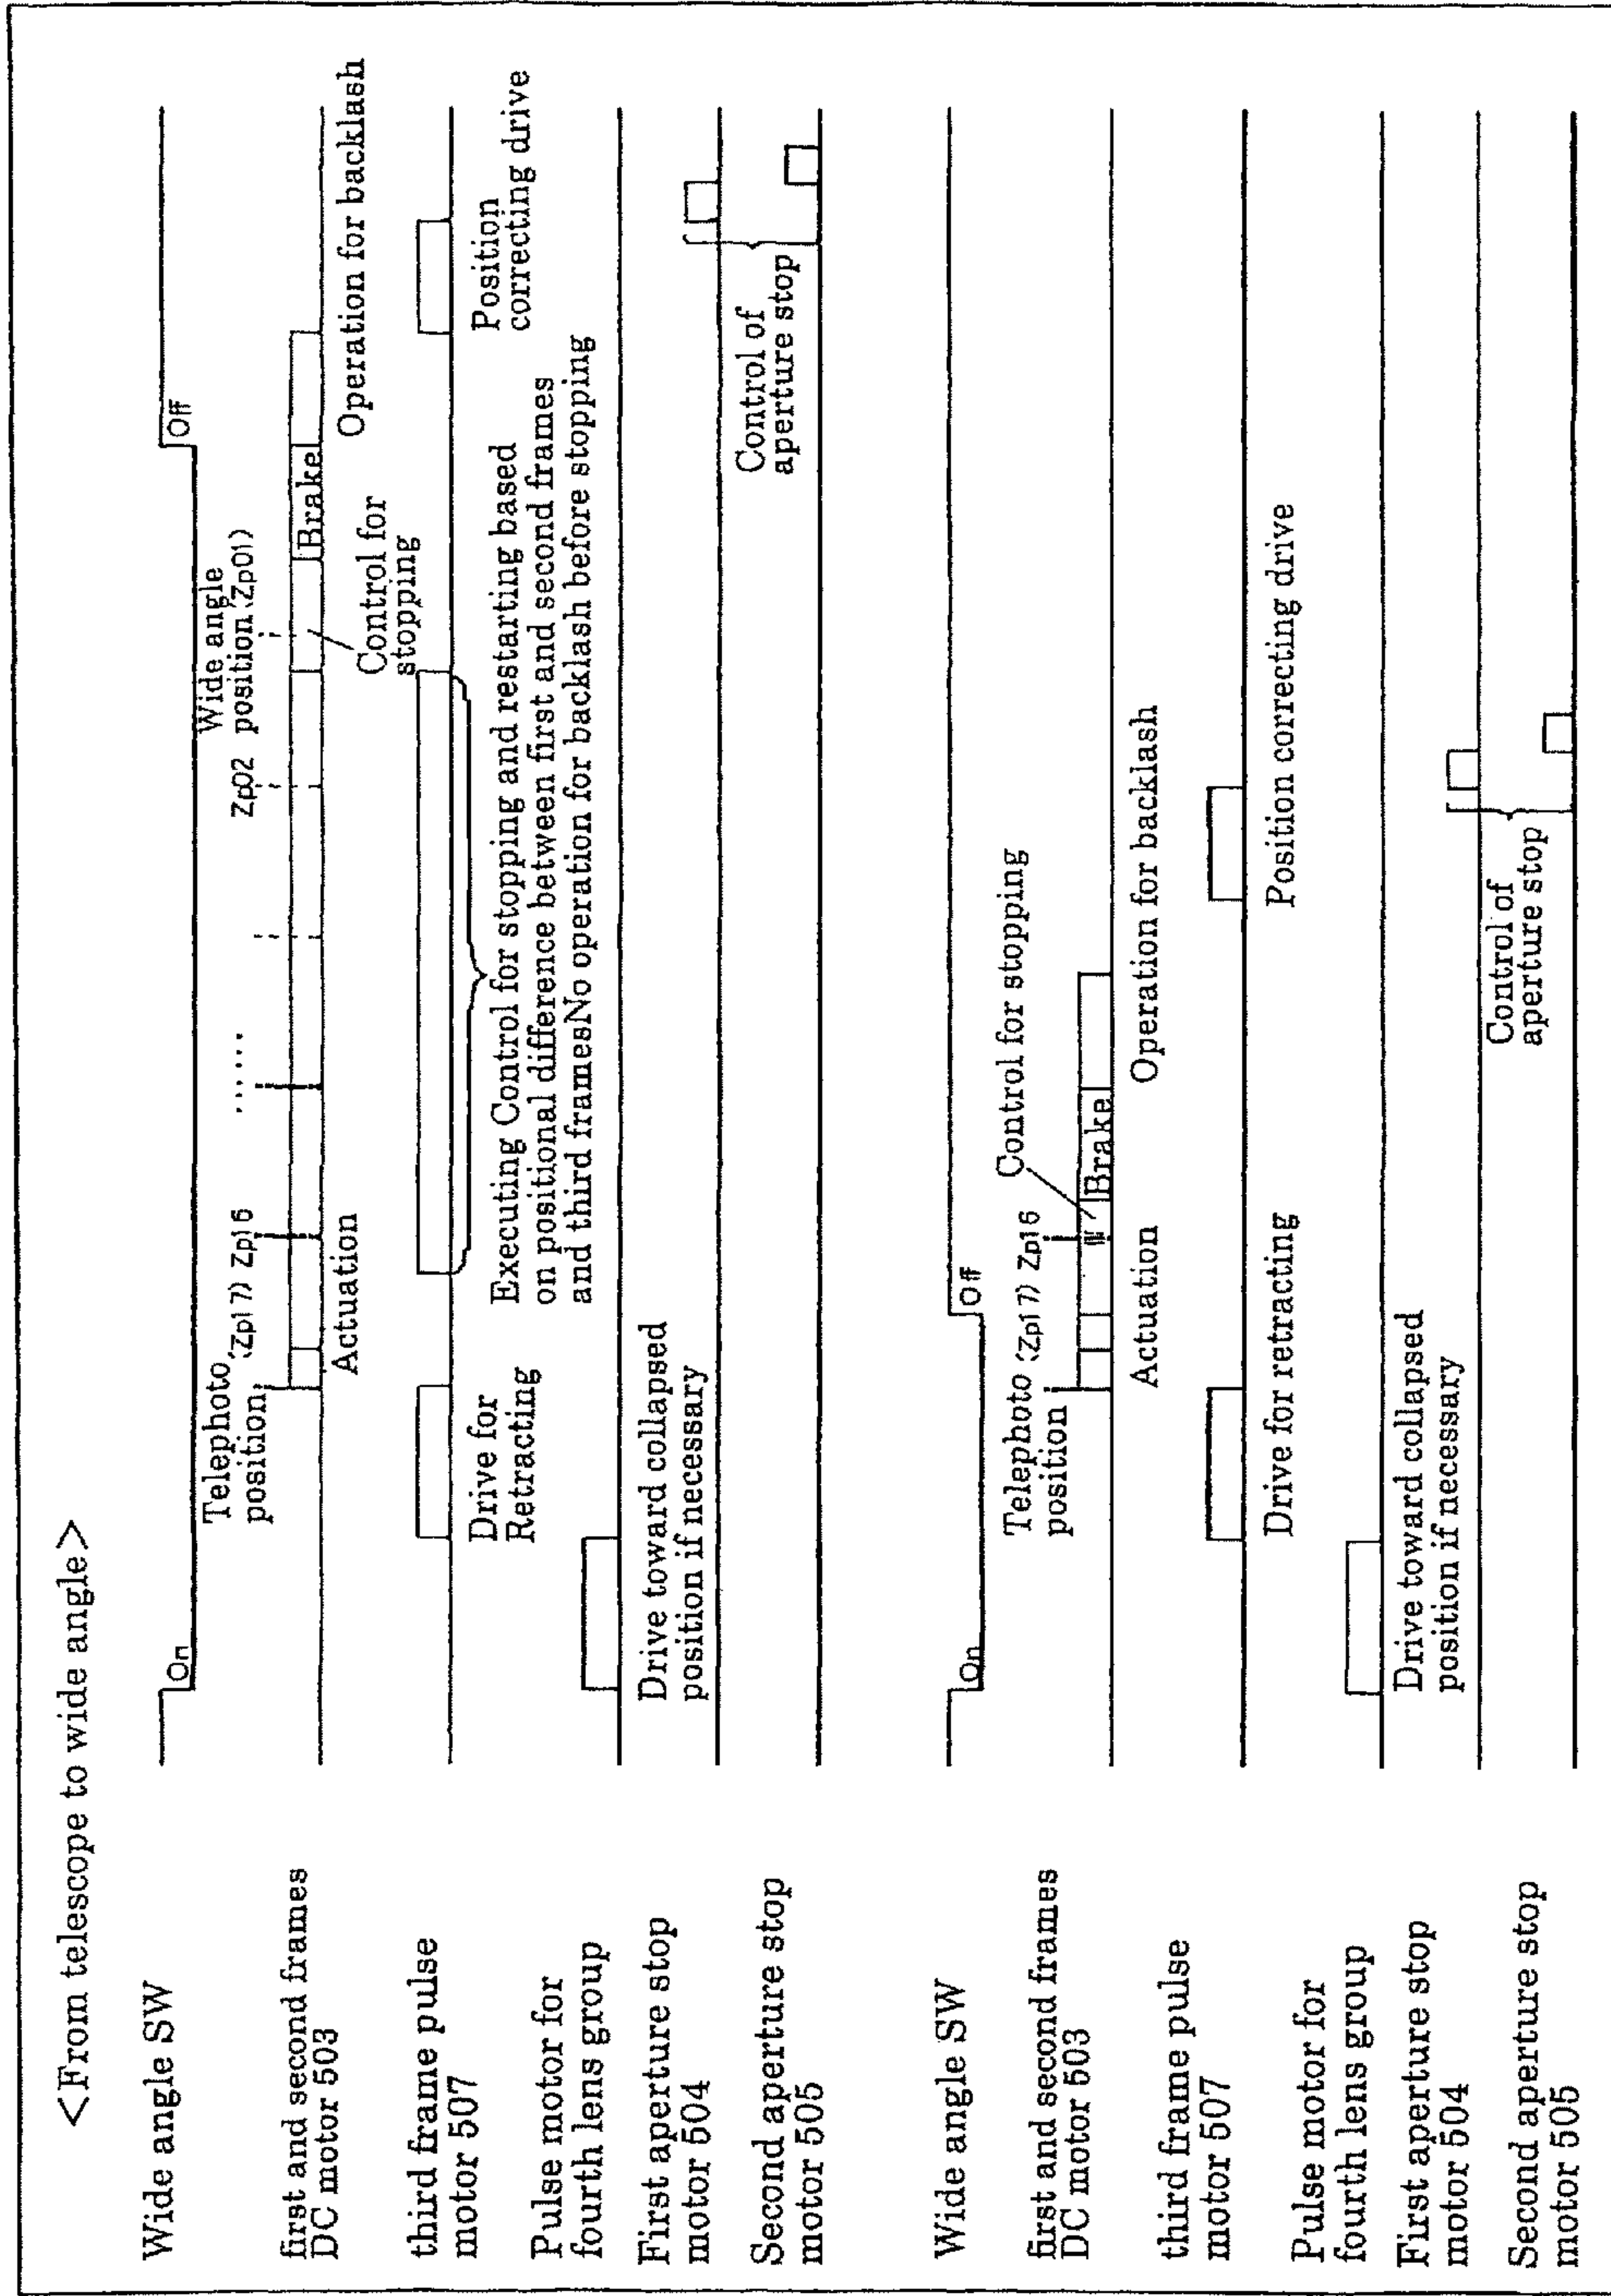 <From telescope to wide angle>
Wide angle SW
On
Off
Telephoto
position
(Zp17) Zp16
......
Zp02
Wide angle
position (Zp01)
first and second frames
DC motor 503
Actuation
Brake
Control for
stopping
Operation for backlash
third frame pulse
motor 507
Drive for
Retracting
Executing Control for stopping and restarting based
on positional difference between first and second frames
and third framesNo operation for backlash before stopping
Position
correcting drive
Pulse motor for
fourth lens group
Drive toward collapsed
position if necessary
First aperture stop
motor 504
Control of
aperture stop
Second aperture stop
motor 505
Wide angle SW
On
Off
Telephoto
position
(Zp17) Zp16
Control for stopping
first and second frames
DC motor 503
Actuation
Brake
Operation for backlash
third frame pulse
motor 507
Drive for retracting
Position correcting drive
Pulse motor for
fourth lens group
Drive toward collapsed
position if necessary
First aperture stop
motor 504
Control of
aperture stop
Second aperture stop
motor 505